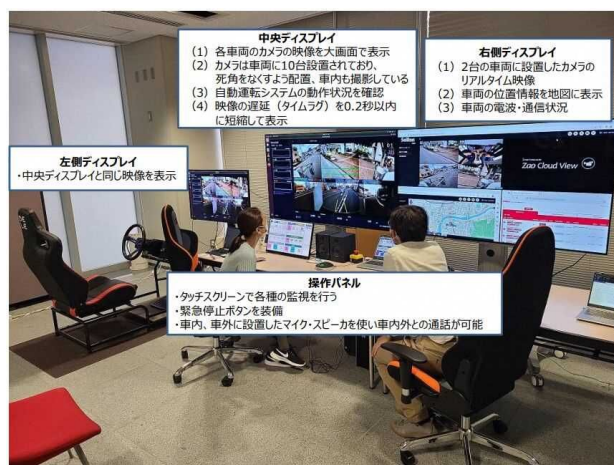 中央ディスプレイ
(1) 各車両のカメラの映像を大画面で表示
(2) カメラは車両に10台設置されており、
死角をなすよう配置、車内も撮影している
(3) 自動運転システムの動作状況を確認
(4) 映像の遅延（タイムラグ）を0.2秒以内
に短縮して表示
右側ディスプレイ
(1) 2台の車両に設置したカメラの
リアルタイム映像
(2) 車両の位置情報を地図に表示
(3) 車両の電波・通信状況
左側ディスプレイ
・中央ディスプレイと同じ映像を表示
Zao Cloud View
操作パネル
・タッチスクリーンで各種の監視を行う
・緊急停止ボタンを装備
・車内、車外に設置したマイク・スピーカを使い車内外との通話が可能